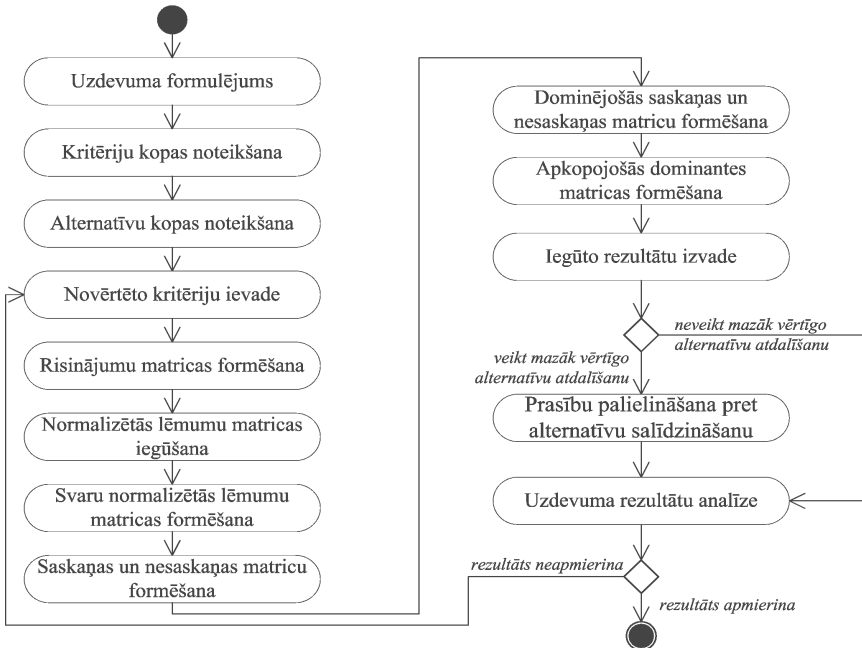 Uzdevuma formulējums
Kritēriju kopas noteikšana
Alternatīvu kopas noteikšana
Novērtēto kritēriju ievade
Risinājumu matricas formēšana
Normalizētās lēmumu matricas
iegūšana
Svaru normalizētās lēmumu
matricas formēšana
Saskaņas un nesaskaņas matricu
formēšana
Dominējošās saskaņas un
nesaskaņas matricu formēšana
Apkopojošās dominantes
matricas formēšana
Iegūto rezultātu izvade
neveikt mazāk vērtīgo
alternatīvu atdalīšanu
veikt mazāk vērtīgo
alternatīvu atdalīšanu
Prasību palielināšana pret
alternatīvu salīdzināšanu
Uzdevuma rezultātu analīze
rezultāts neapmierina
rezultāts apmierina